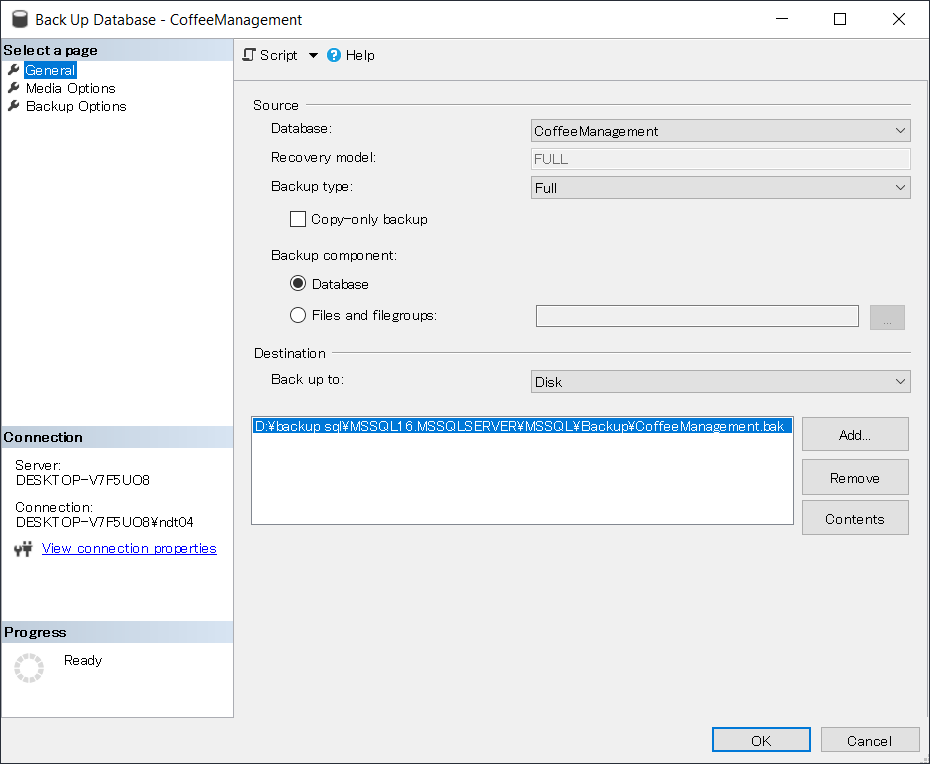 Back Up Database - CoffeeManagement
Select a page
General
Media Options
Backup Options
Script
Help
Source
Database:
CoffeeManagement
Recovery model:
FULL
Backup type:
Full
Copy-only backup
Backup component:
Database
Files and filegroups:
...
Destination
Back up to:
Disk
D:¥backup sql¥MSSQL16.MSSQLSERVER¥MSSQL¥Backup¥CoffeeManagement.bak
Add...
Remove
Contents
Connection
Server:
DESKTOP-V7F5UO8
Connection:
DESKTOP-V7F5UO8¥ndt04
View connection properties
Progress
Ready
OK
Cancel